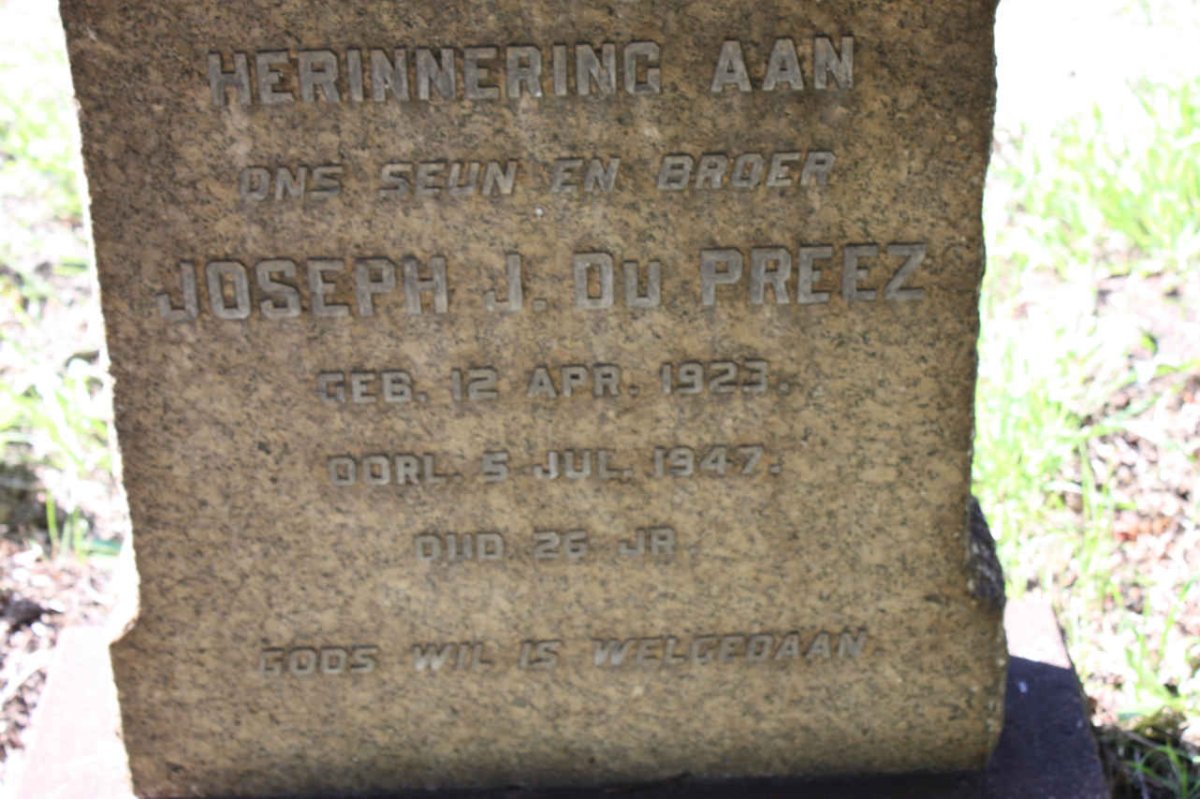 HERINNERING AAN
ONS SEUN EN BROER
JOSEPH J. DU PREEZ
GEB. 12 APR. 1923.
OORL. 5 JUL. 1947.
OUD 26 JR.
GODS WIL IS WELGEDAAN.